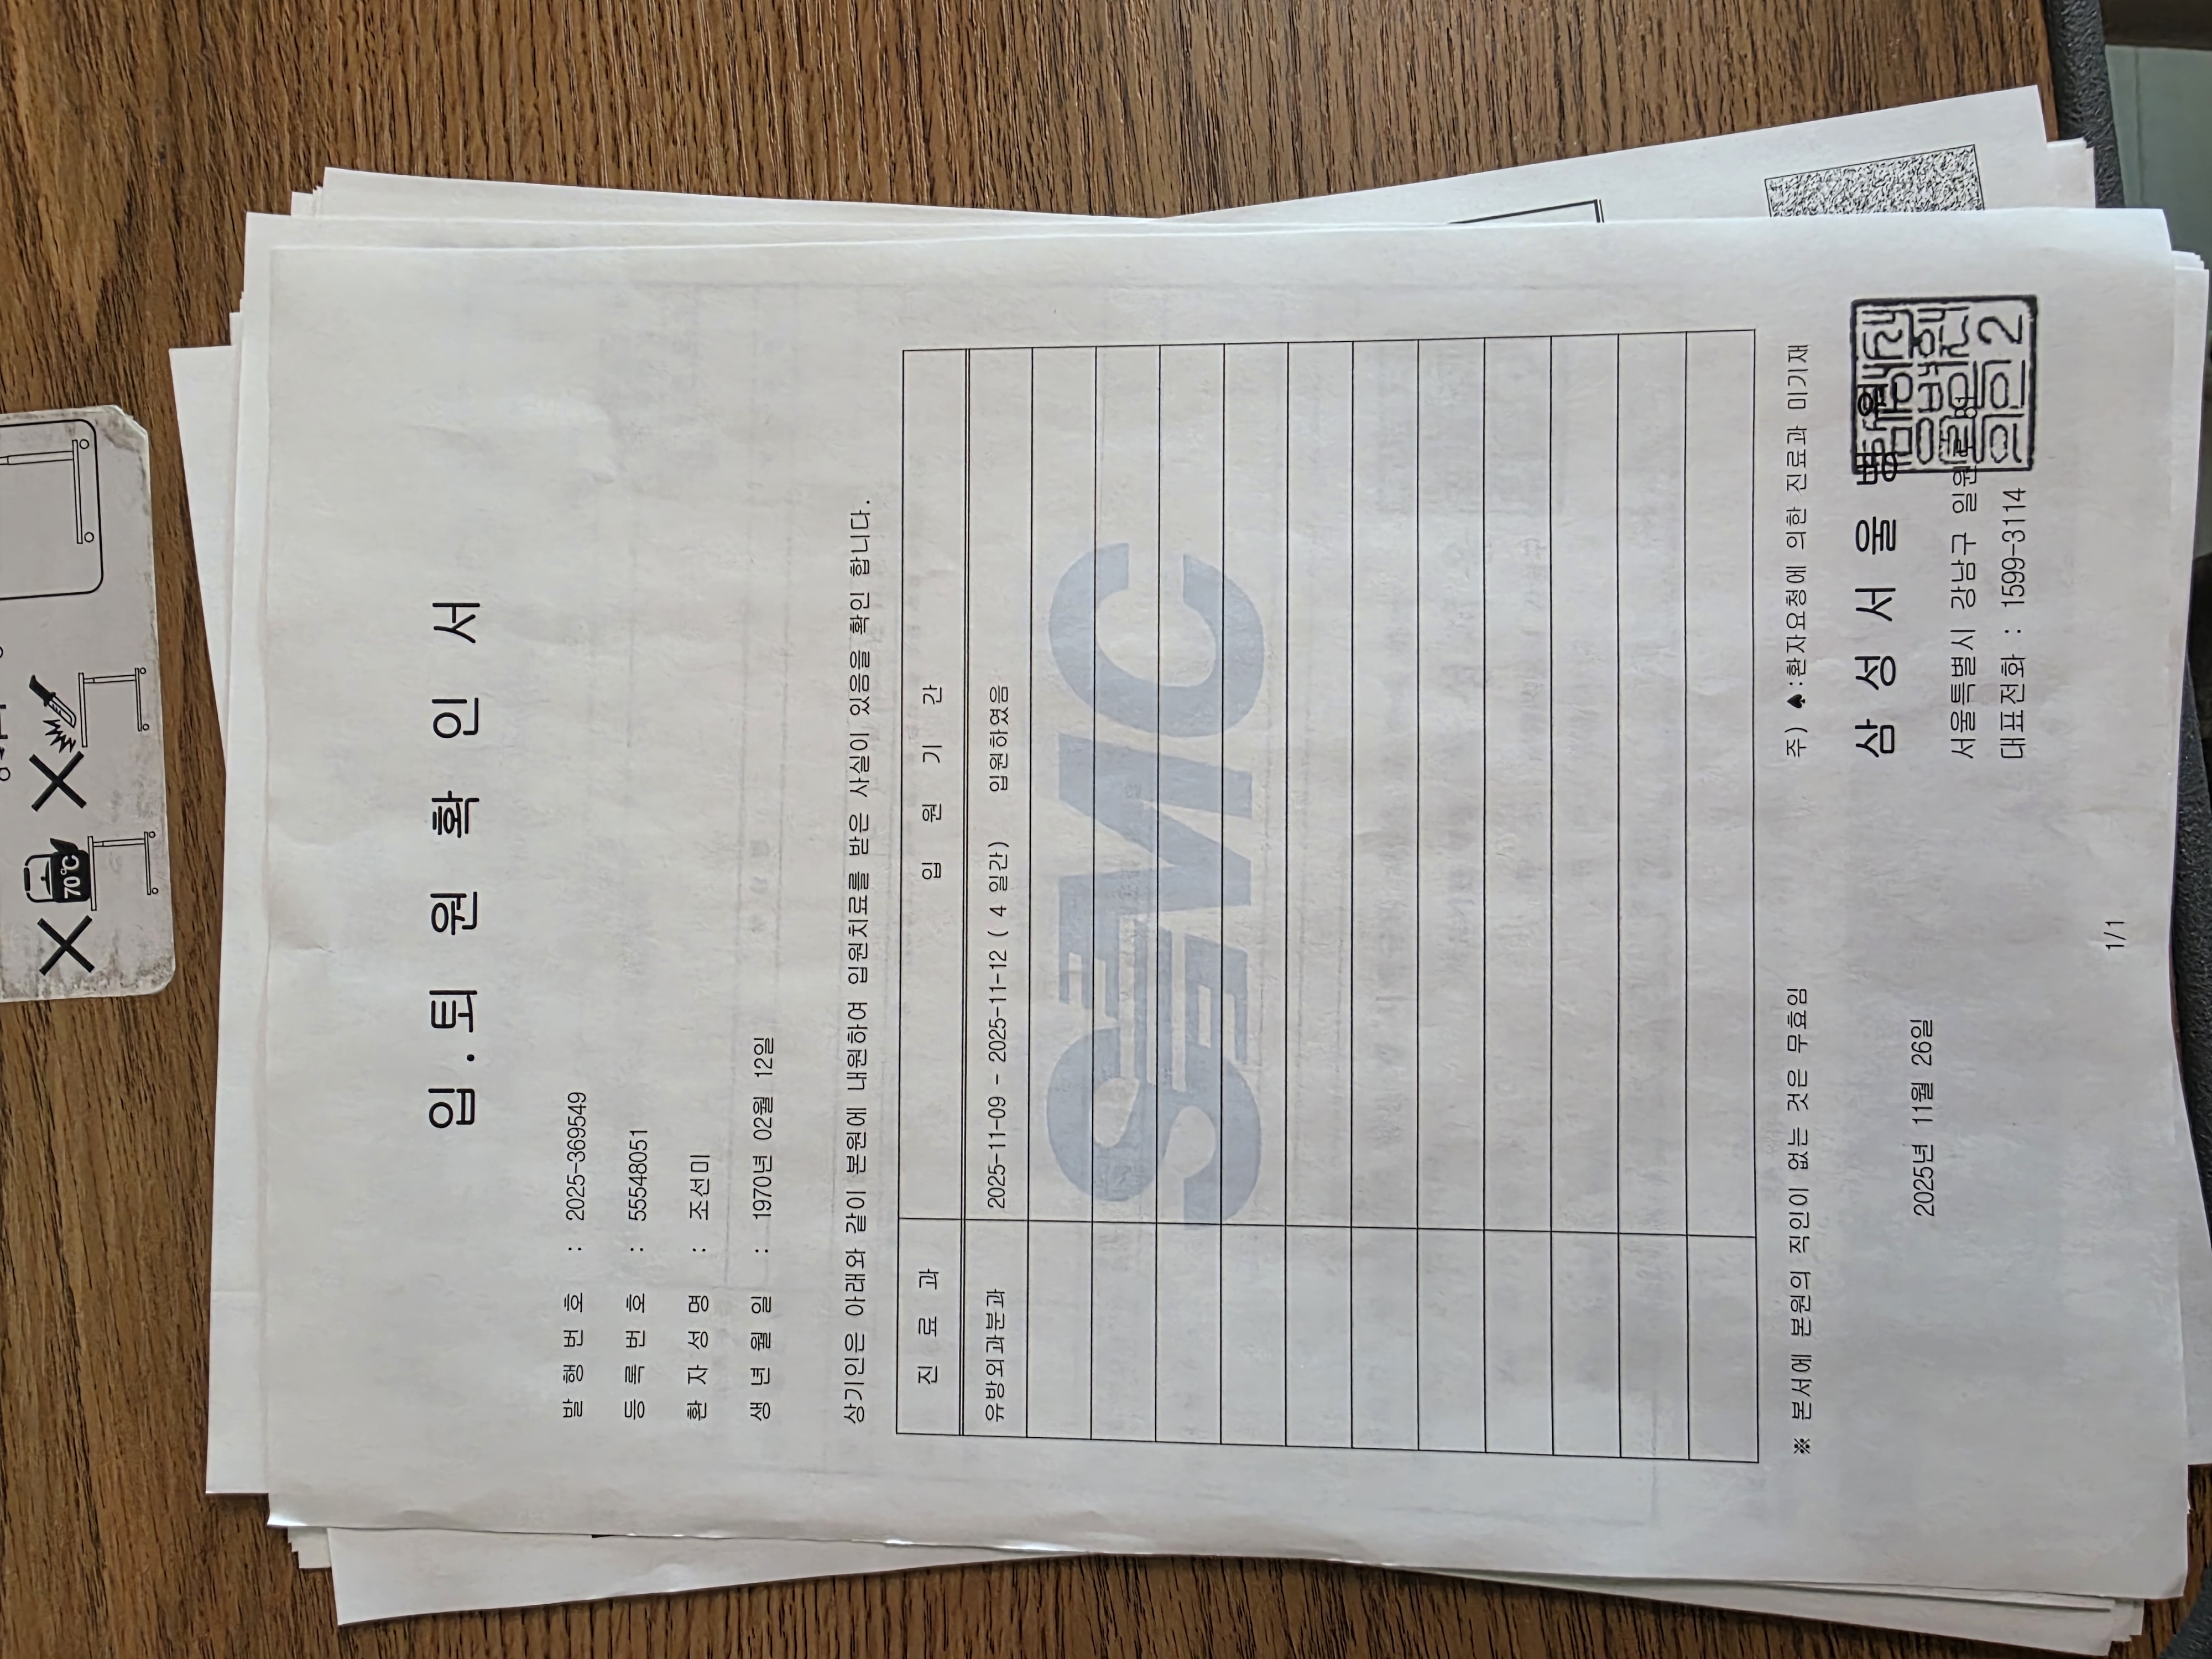 입.퇴원확인서
발행번호 : 2025-369549
등록번호 : 55548051
환자성명 : 조선미
생년월일 : 1970년 02월 12일
상기인은 아래와 같이 본원에 내원하여 입원치료를 받은 사실이 있음을 확인 합니다.
진료과 입원기간
유방외과분과 2025-11-09 - 2025-11-12 ( 4 일간) 입원하였음
SMC
※ 본서에 본원의 직인이 없는 것은 무효임 주) ♠:환자요청에 의한 진료과 미기재
삼성서울병원
2025년 11월 26일
서울특별시 강남구 일원로
대표전화 : 1599-3114
1/1
70℃